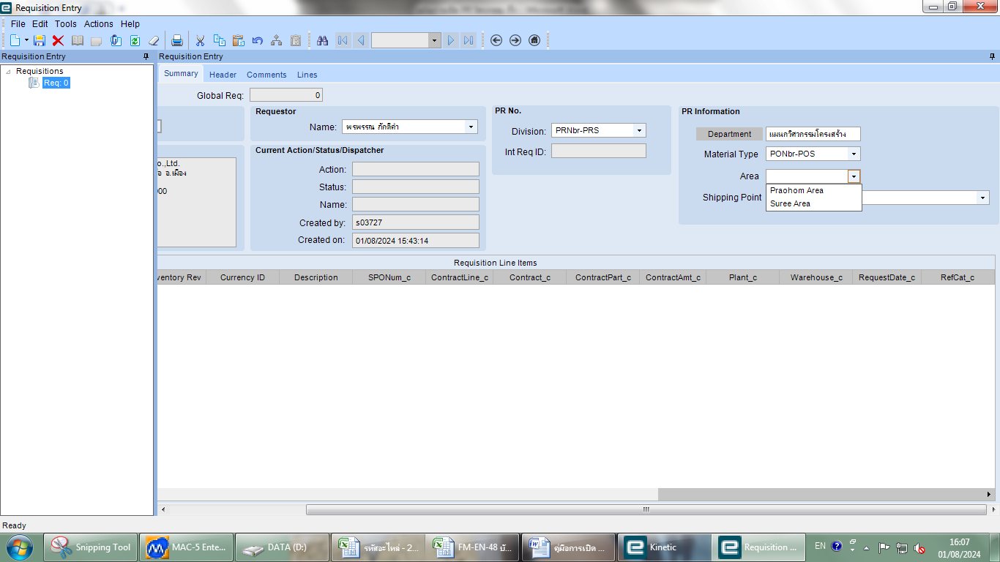 Requisition Entry
File Edit Tools Actions Help
Requisition Entry
Requisition Entry
Requisitions
Req: 0
Summary Header Comments Lines
Global Req: 0
Requestor
Name: พรพรรณ ภักดีค่า
Current Action/Status/Dispatcher
Action:
Status:
Name:
Created by: s03727
Created on: 01/08/2024 15:43:14
o.,Ltd.
อ อ.เมือง
000
PR No.
Division: PRNbr-PRS
Int Req ID:
PR Information
Department แผนกวิศวกรรมโครงสร้าง
Material Type PONbr-POS
Area
Praohom Area
Suree Area
Shipping Point
Requisition Line Items
ventory Rev Currency ID Description SPONum_c ContractLine_c Contract_c ContractPart_c ContractAmt_c Plant_c Warehouse_c RequestDate_c RefCat_c
Ready
Snipping Tool MAC-5 Ente... DATA (D:) รหัสอะไหล่ - 2... FM-EN-48 บั... คู่มือการเปิด ... Kinetic Requisition ... EN 16:07
01/08/2024